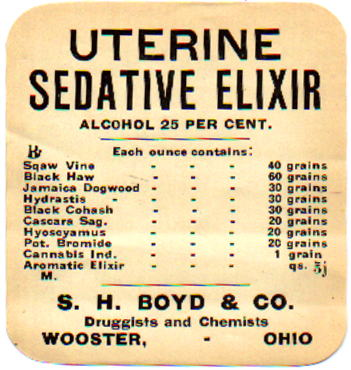 UTERINE
SEDATIVE ELIXIR
ALCOHOL 25 PER CENT.
℞ Each ounce contains:
Sqaw Vine - - - 40 grains
Black Haw - - - 60 grains
Jamaica Dogwood - - - 30 grains
Hydrastis - - - - 30 grains
Black Cohash - - - 30 grains
Cascara Sag. - - - 20 grains
Hyoscyamus - - - 20 grains
Pot. Bromide - - - 20 grains
Cannabis Ind. - - - 1 grain
Aromatic Elixir - - - qs. ℥j
M.
S. H. BOYD & CO.
Druggists and Chemists
WOOSTER, - OHIO